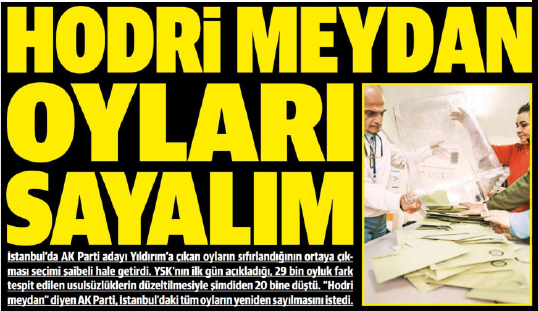 HODRİ MEYDAN
OYLARI
SAYALIM
İstanbul'da AK Parti adayı Yıldırım'a çıkan oyların sıfırlandığının ortaya çık-
ması seçimi şaibeli hale getirdi. YSK'nın ilk gün açıkladığı, 29 bin oyluk fark
tespit edilen usulsüzlüklerin düzeltilmesiyle şimdiden 20 bine düştü. "Hodri
meydan" diyen AK Parti, İstanbul'daki tüm oyların yeniden sayılmasını istedi.